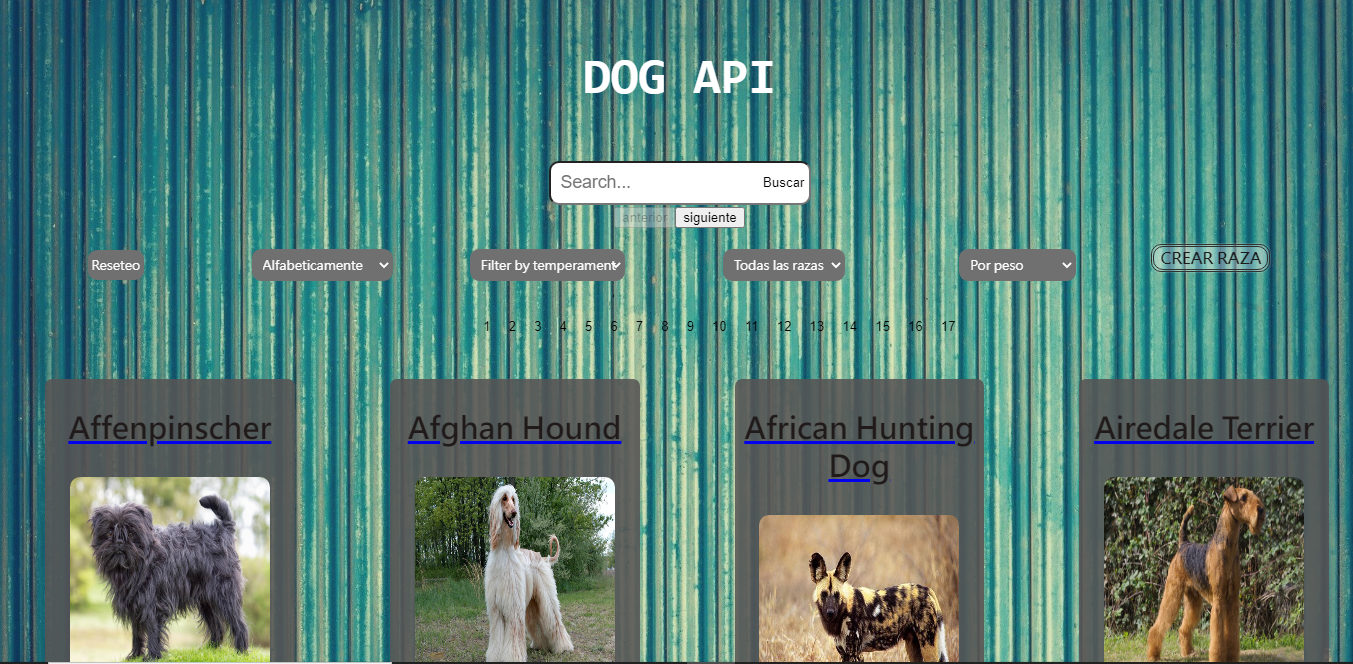 DOG API
Search... Buscar
anterior siguiente
Reseteo Alfabeticamente Filter by temperament Todas las razas Por peso CREAR RAZA
1 2 3 4 5 6 7 8 9 10 11 12 13 14 15 16 17
Affenpinscher Afghan Hound African Hunting Airedale Terrier
Dog